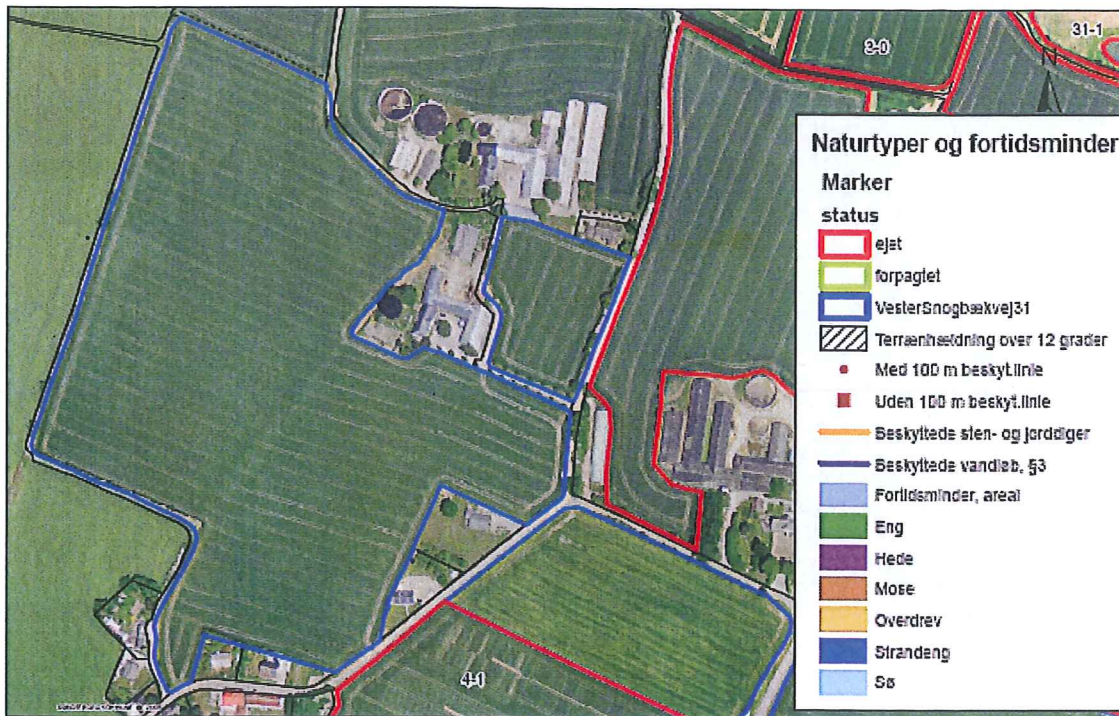 31-1
3-0
N
Naturtyper og fortidsminder
Marker
status
ejet
forpagtet
VesterSnogbækvej31
Terrænhældning over 12 grader
Med 100 m beskyt.linie
Uden 100 m beskyt.linie
Beskyttede sten- og jorddiger
Beskyttede vandløb, §3
Fortidsminder, areal
Eng
Hede
Mose
Overdrev
Strandeng
Sø
4-1